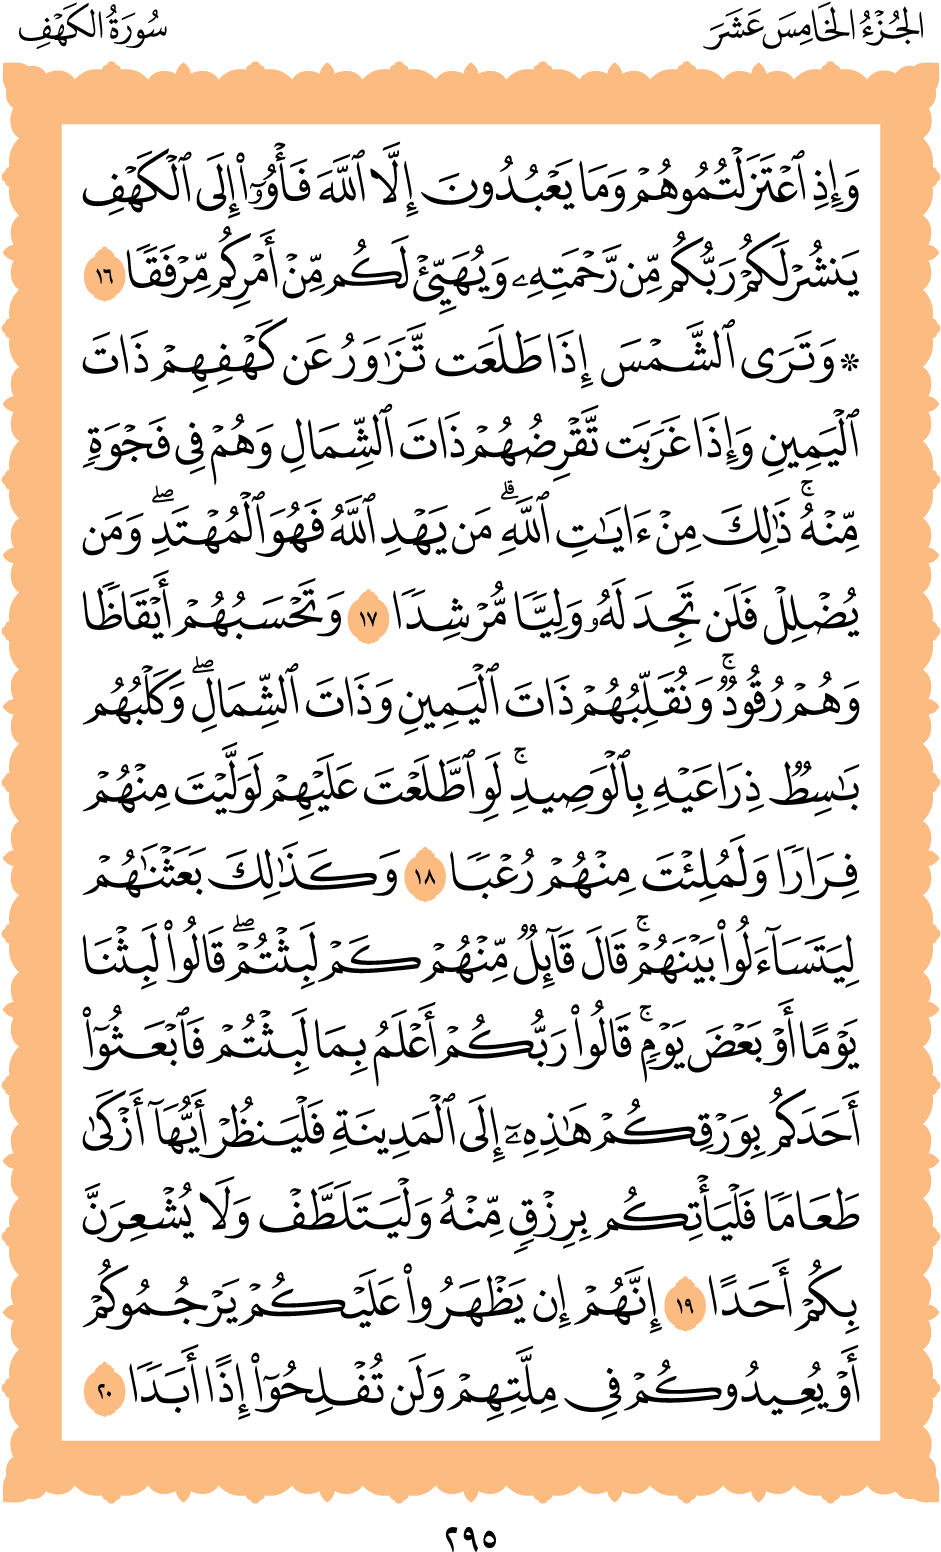 الجُزْءُ الخَامِسَ عَشَرَ
سُورَةُ الكَهْفِ
وَإِذِ ٱعْتَزَلْتُمُوهُمْ وَمَا يَعْبُدُونَ إِلَّا ٱللَّهَ فَأْوُۥٓا۟ إِلَى ٱلْكَهْفِ
يَنشُرْ لَكُمْ رَبُّكُم مِّن رَّحْمَتِهِۦ وَيُهَيِّئْ لَكُم مِّنْ أَمْرِكُم مِّرْفَقًا ١٦
* وَتَرَى ٱلشَّمْسَ إِذَا طَلَعَت تَّزَٰوَرُ عَن كَهْفِهِمْ ذَاتَ
ٱلْيَمِينِ وَإِذَا غَرَبَت تَّقْرِضُهُمْ ذَاتَ ٱلشِّمَالِ وَهُمْ فِى فَجْوَةٍ
مِّنْهُ ۚ ذَٰلِكَ مِنْ ءَايَٰتِ ٱللَّهِ ۗ مَن يَهْدِ ٱللَّهُ فَهُوَ ٱلْمُهْتَدِ ۖ وَمَن
يُضْلِلْ فَلَن تَجِدَ لَهُۥ وَلِيًّا مُّرْشِدًا ١٧ وَتَحْسَبُهُمْ أَيْقَاظًا
وَهُمْ رُقُودٌ ۚ وَنُقَلِّبُهُمْ ذَاتَ ٱلْيَمِينِ وَذَاتَ ٱلشِّمَالِ ۖ وَكَلْبُهُم
بَٰسِطٌ ذِرَاعَيْهِ بِٱلْوَصِيدِ ۚ لَوِ ٱطَّلَعْتَ عَلَيْهِمْ لَوَلَّيْتَ مِنْهُمْ
فِرَارًا وَلَمُلِئْتَ مِنْهُمْ رُعْبًا ١٨ وَكَذَٰلِكَ بَعَثْنَٰهُمْ
لِيَتَسَآءَلُوا۟ بَيْنَهُمْ ۚ قَالَ قَآئِلٌ مِّنْهُمْ كَمْ لَبِثْتُمْ ۖ قَالُوا۟ لَبِثْنَا
يَوْمًا أَوْ بَعْضَ يَوْمٍ ۚ قَالُوا۟ رَبُّكُمْ أَعْلَمُ بِمَا لَبِثْتُمْ فَٱبْعَثُوٓا۟
أَحَدَكُم بِوَرِقِكُمْ هَٰذِهِۦٓ إِلَى ٱلْمَدِينَةِ فَلْيَنظُرْ أَيُّهَآ أَزْكَىٰ
طَعَامًا فَلْيَأْتِكُم بِرِزْقٍ مِّنْهُ وَلْيَتَلَطَّفْ وَلَا يُشْعِرَنَّ
بِكُمْ أَحَدًا ١٩ إِنَّهُمْ إِن يَظْهَرُوا۟ عَلَيْكُمْ يَرْجُمُوكُمْ
أَوْ يُعِيدُوكُمْ فِى مِلَّتِهِمْ وَلَن تُفْلِحُوٓا۟ إِذًا أَبَدًا ٢٠
٢٩٥